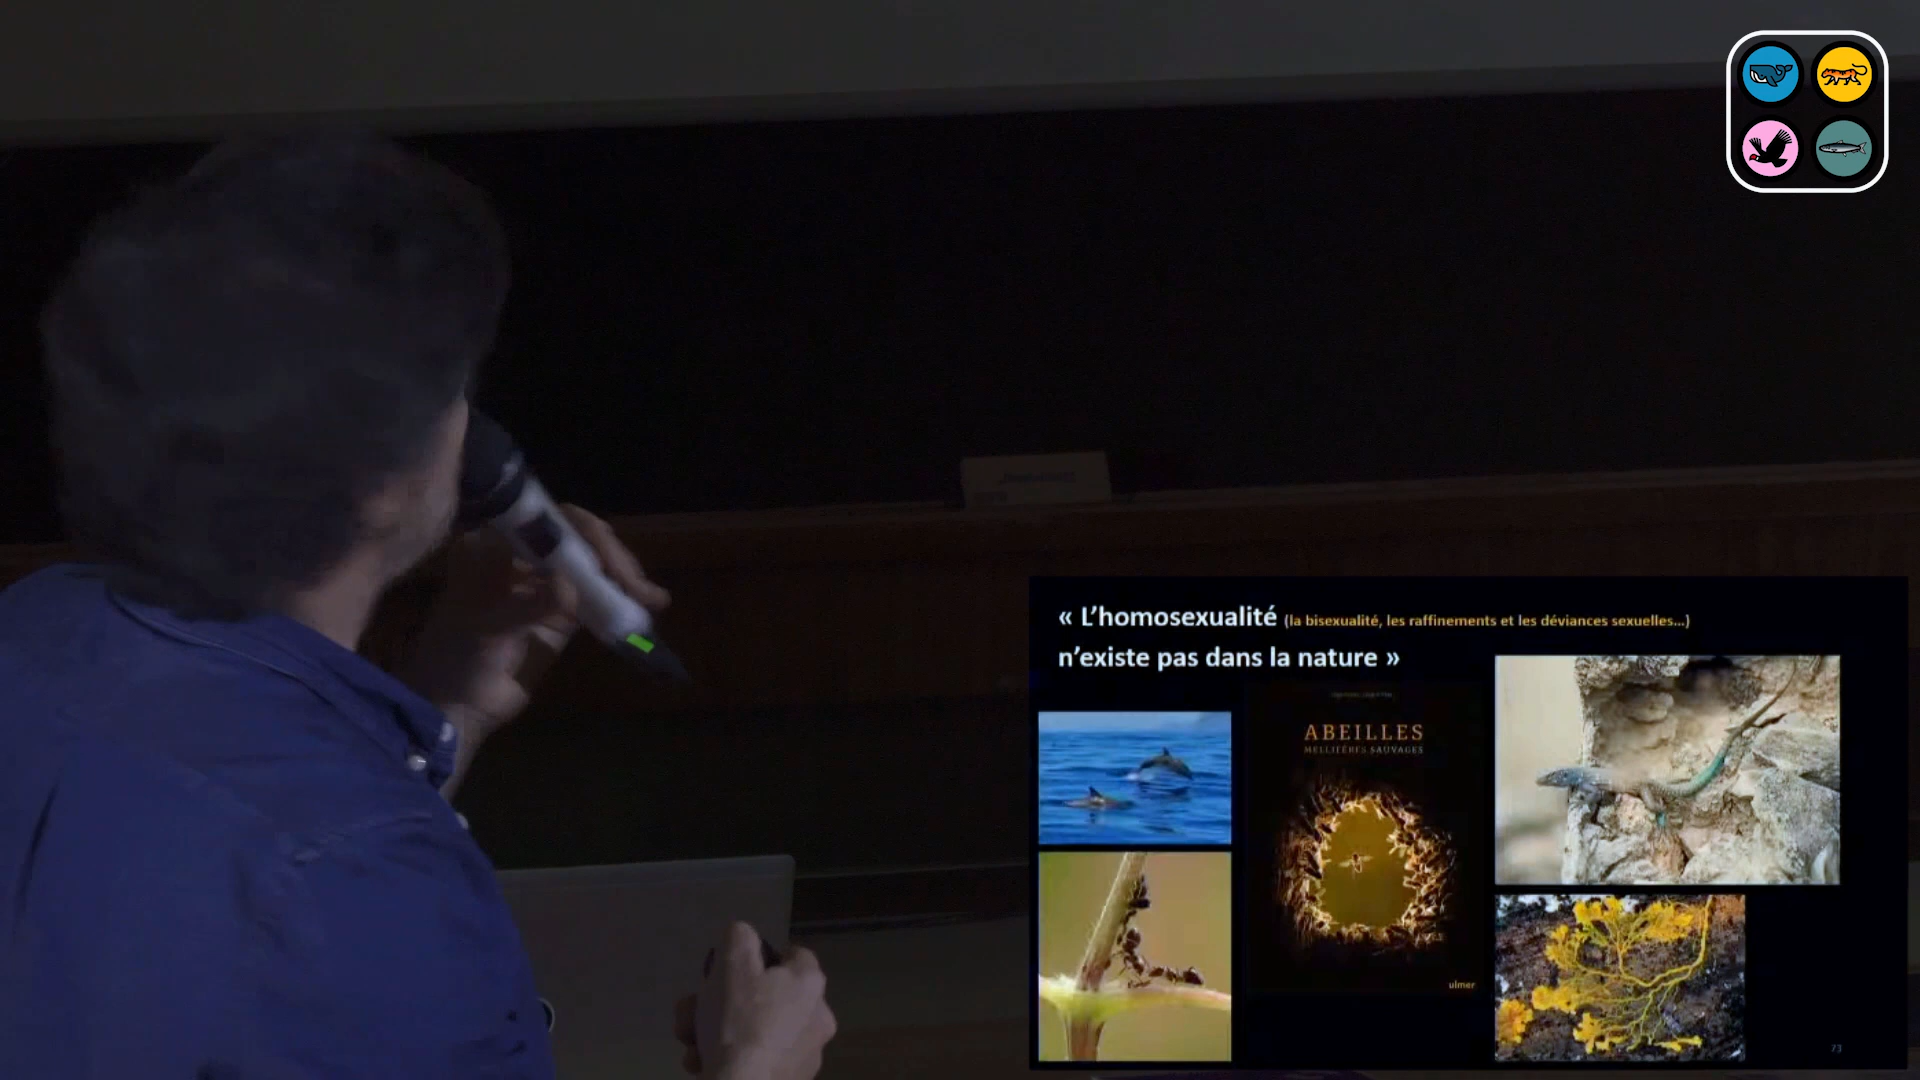 « L'homosexualité (la bisexualité, les raffinements et les déviances sexuelles...)
n'existe pas dans la nature »
ABEILLES
MELLIFÈRES SAUVAGES
ulmer
73